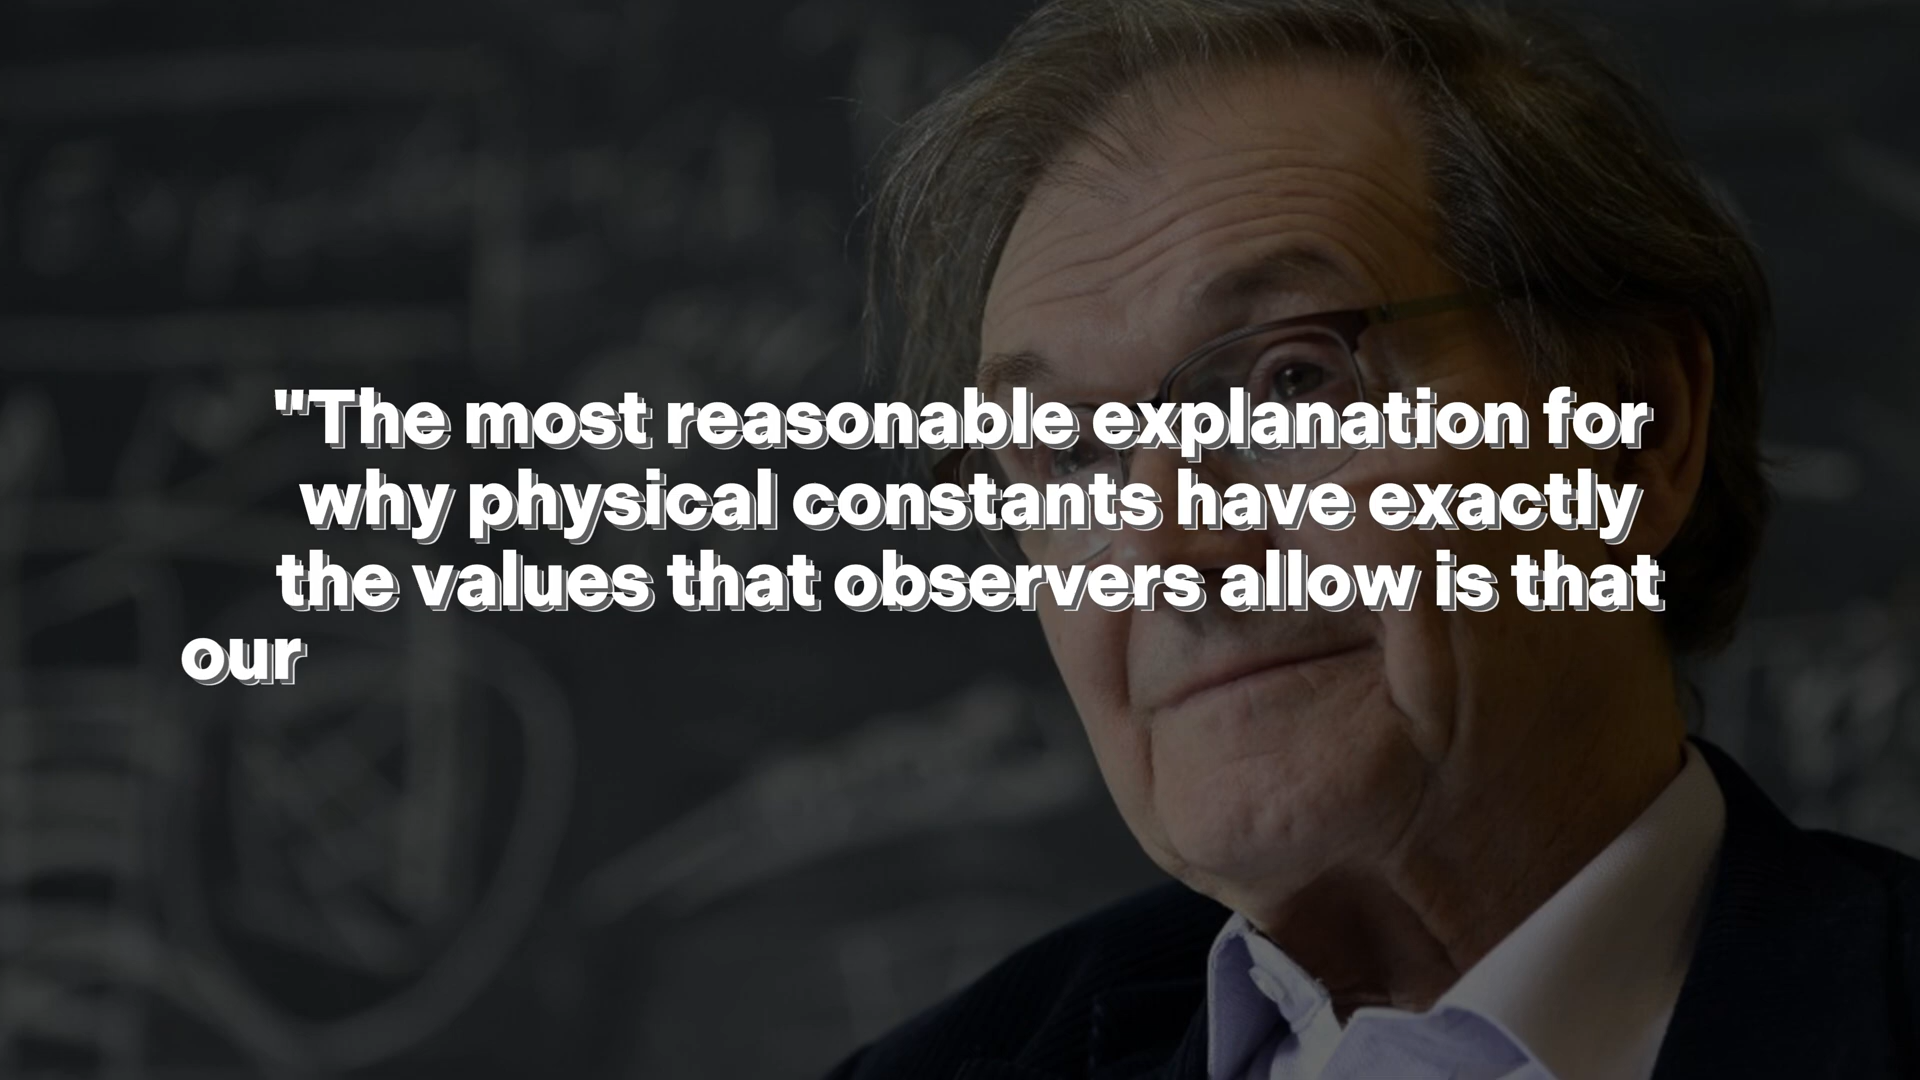 "The most reasonable explanation for
why physical constants have exactly
the values that observers allow is that
our